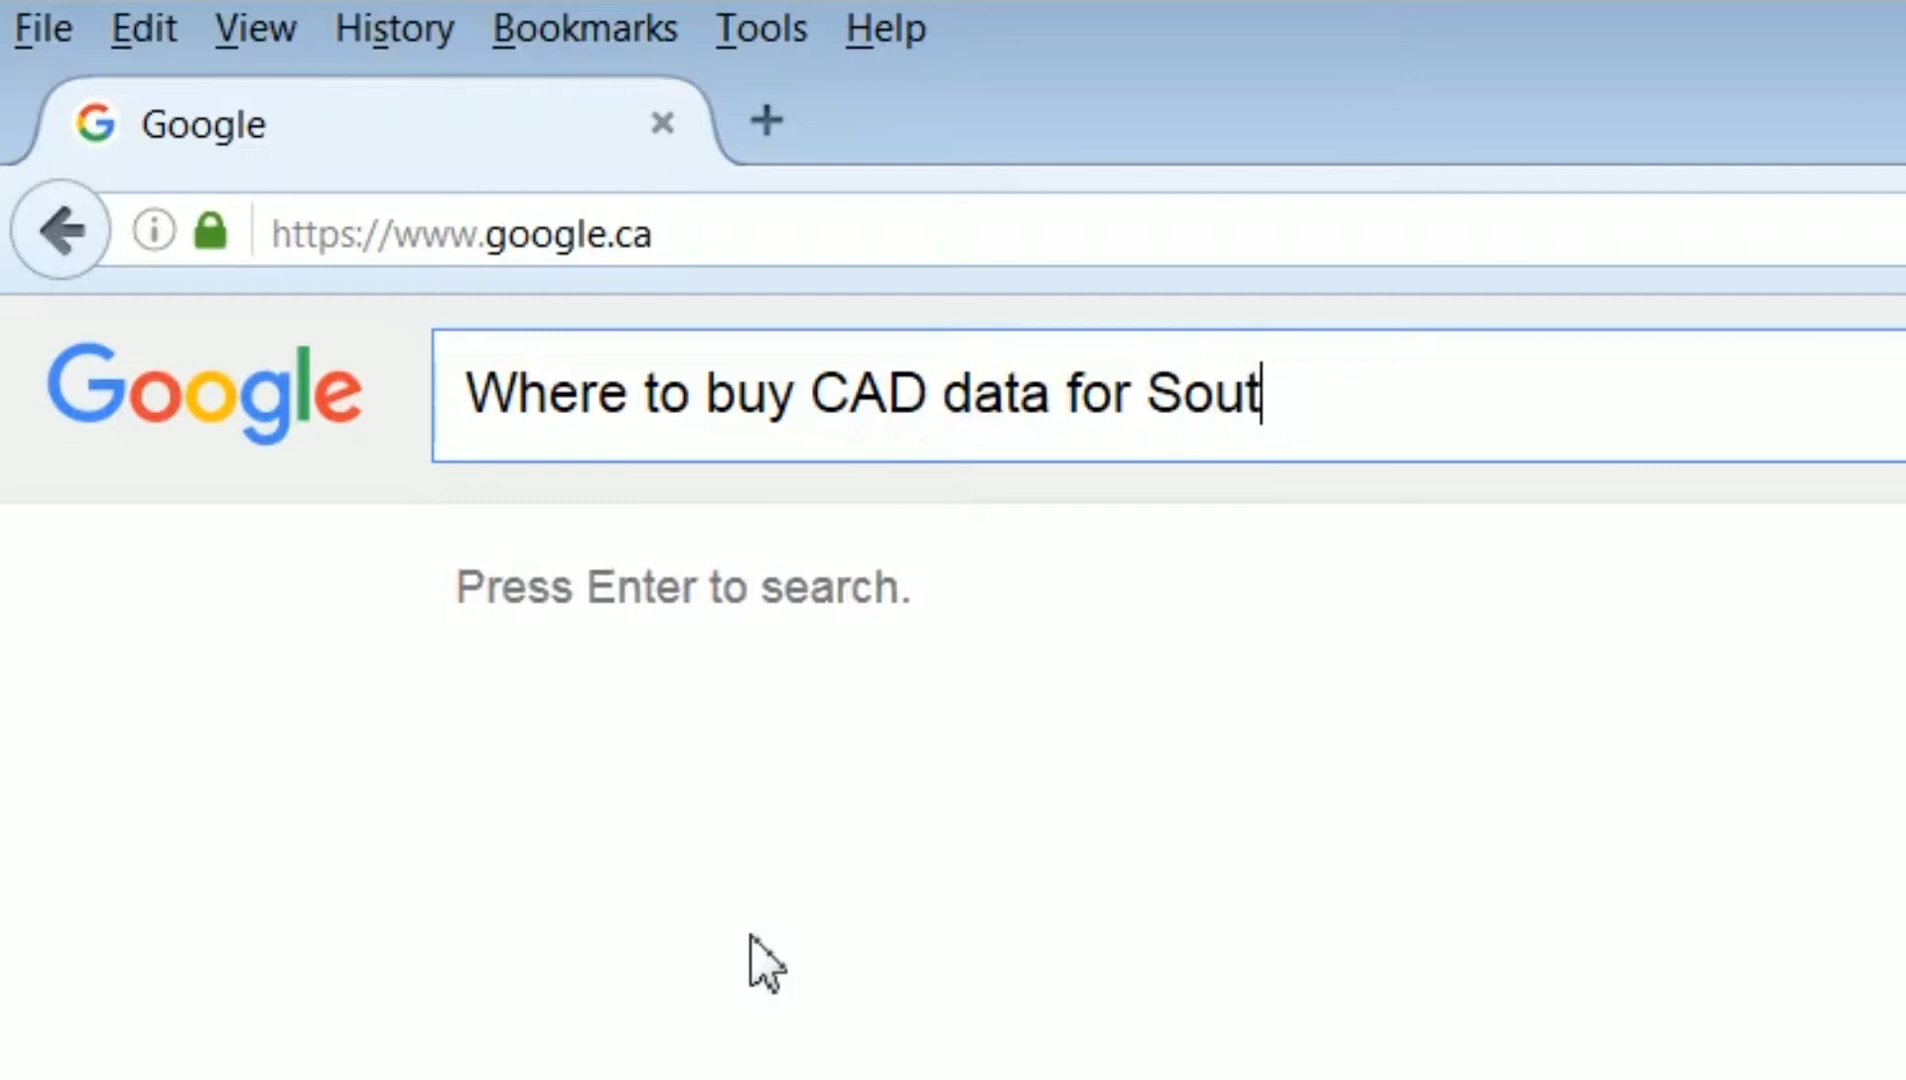 File Edit View History Bookmarks Tools Help
Google
https://www.google.ca
Google Where to buy CAD data for Sout
Press Enter to search.